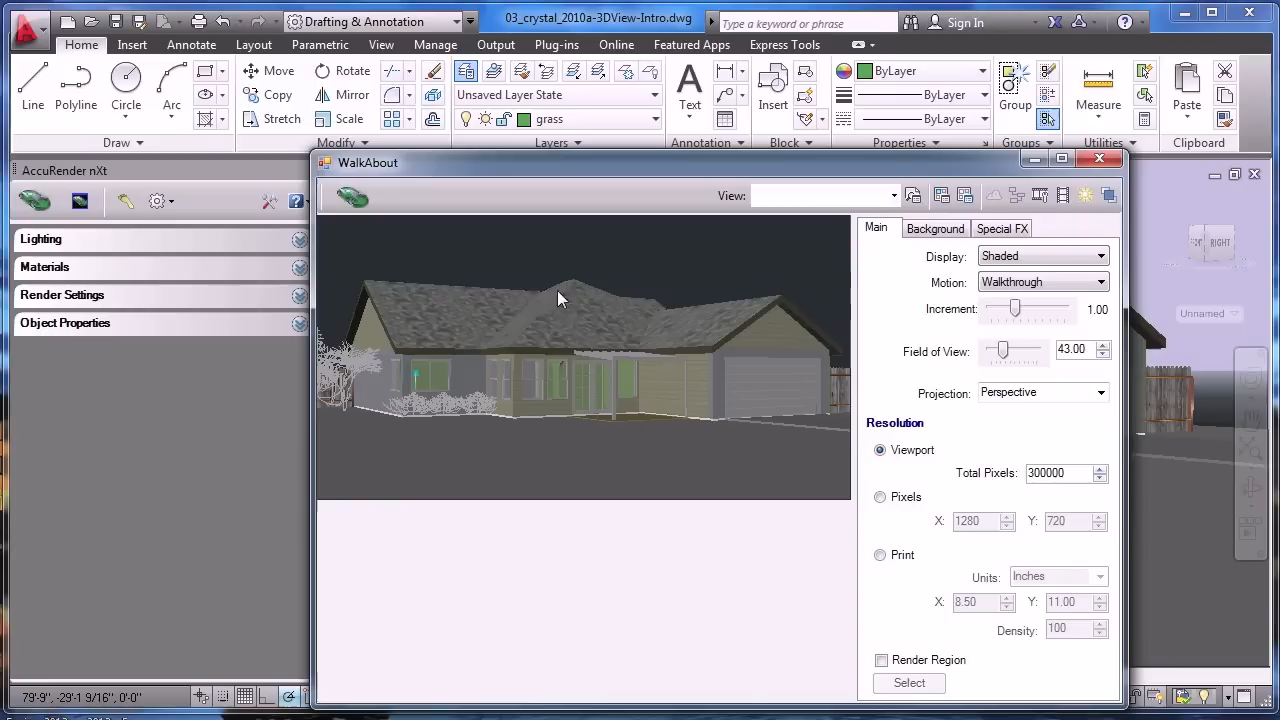 Drafting & Annotation
03_crystal_2010a-3DView-Intro.dwg
Type a keyword or phrase
Sign In
Home Insert Annotate Layout Parametric View Manage Output Plug-ins Online Featured Apps Express Tools
Line Polyline Circle Arc
Move Rotate
Copy Mirror
Stretch Scale
Unsaved Layer State
grass
Text
Insert
ByLayer
ByLayer
ByLayer
Group
Measure
Paste
Draw Modify Layers Annotation Block Properties Groups Utilities Clipboard
AccuRender nXt
Lighting
Materials
Render Settings
Object Properties
WalkAbout
View:
Main Background Special FX
Display: Shaded
Motion: Walkthrough
Increment: 1.00
Field of View: 43.00
Projection: Perspective
Resolution
Viewport
Total Pixels: 300000
Pixels
X: 1280 Y: 720
Print
Units: Inches
X: 8.50 Y: 11.00
Density: 100
Render Region
Select
RIGHT
Unnamed
79'-9", -29'-1 9/16", 0'-0"